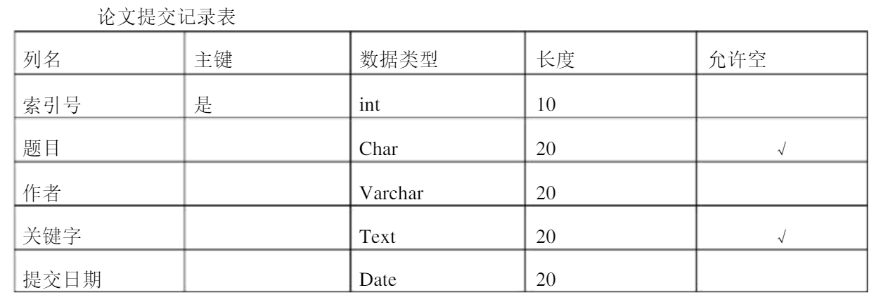 论文提交记录表
列名 主键 数据类型 长度 允许空
索引号 是 int 10
题目 Char 20 √
作者 Varchar 20
关键字 Text 20 √
提交日期 Date 20